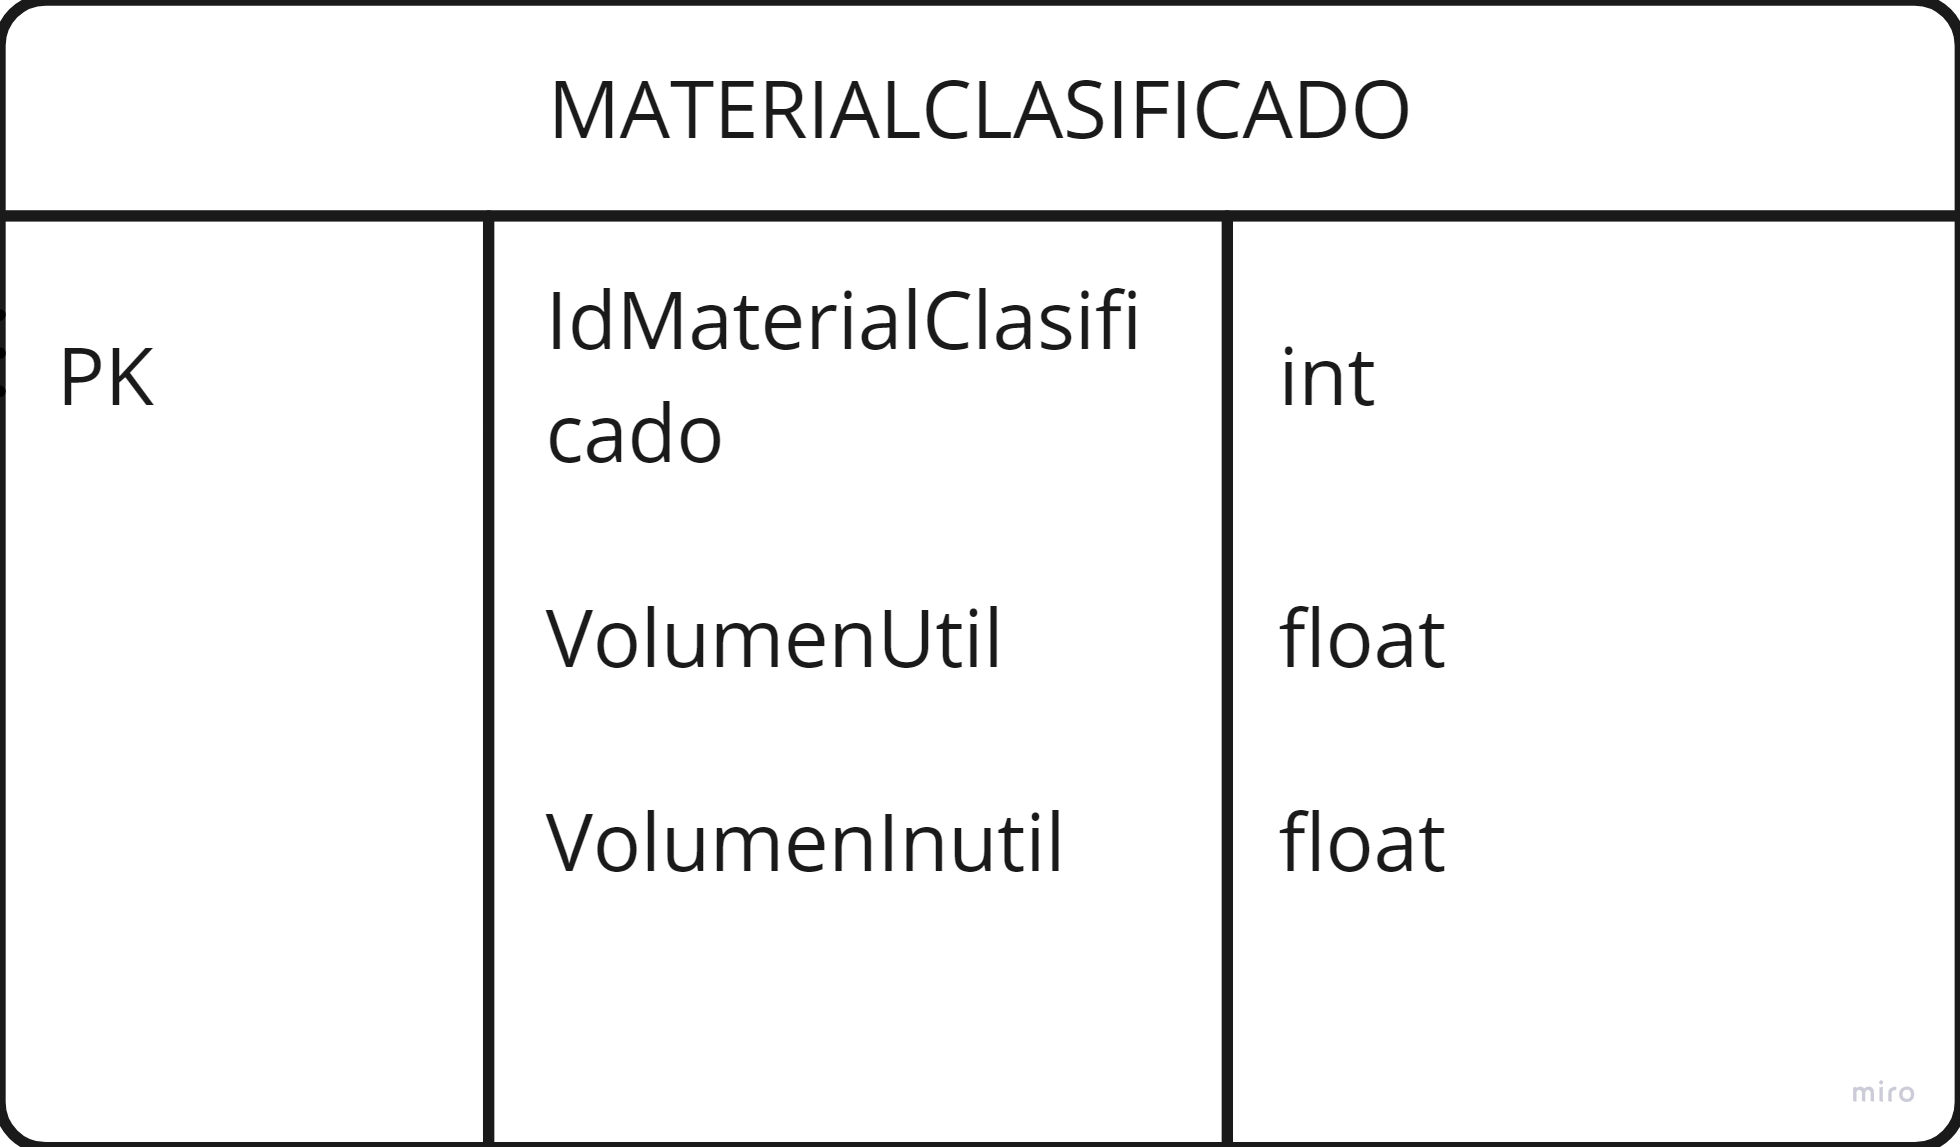 MATERIALCLASIFICADO
PK
IdMaterialClasifi
cado
int
VolumenUtil
float
VolumenInutil
float
miro